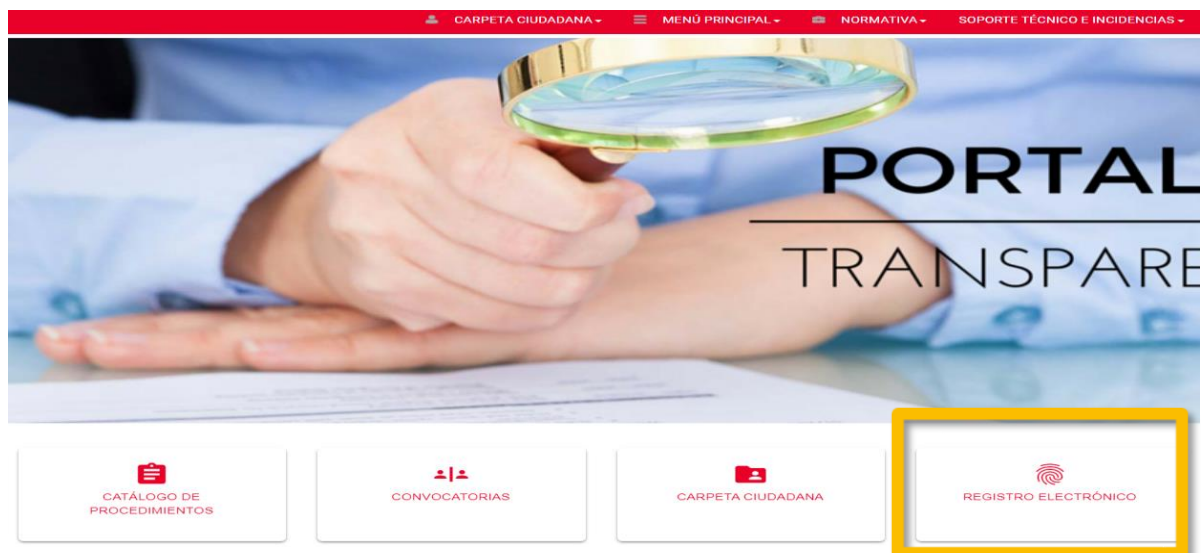 CARPETA CIUDADANA MENÚ PRINCIPAL NORMATIVA SOPORTE TÉCNICO E INCIDENCIAS
PORTAL
TRANSPARE
CATÁLOGO DE
PROCEDIMIENTOS
CONVOCATORIAS
CARPETA CIUDADANA
REGISTRO ELECTRÓNICO